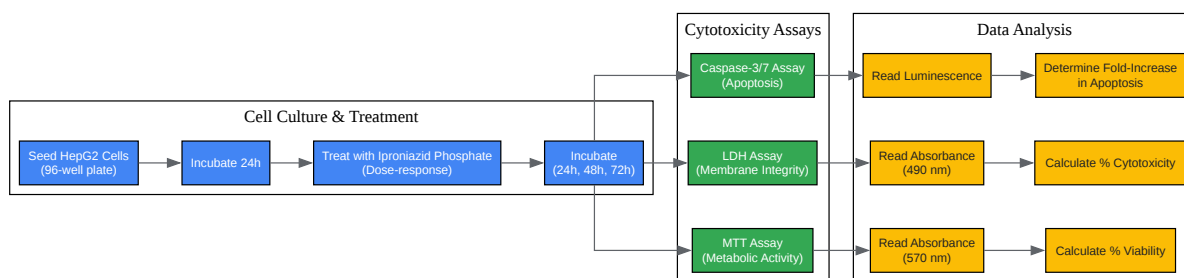 Cytotoxicity Assays
Data Analysis
Caspase-3/7 Assay
(Apoptosis)
Read Luminescence
Determine Fold-Increase
in Apoptosis
Cell Culture & Treatment
Seed HepG2 Cells
(96-well plate)
Incubate 24h
Treat with Iproniazid Phosphate
(Dose-response)
Incubate
(24h, 48h, 72h)
LDH Assay
(Membrane Integrity)
Read Absorbance
(490 nm)
Calculate % Cytotoxicity
MTT Assay
(Metabolic Activity)
Read Absorbance
(570 nm)
Calculate % Viability